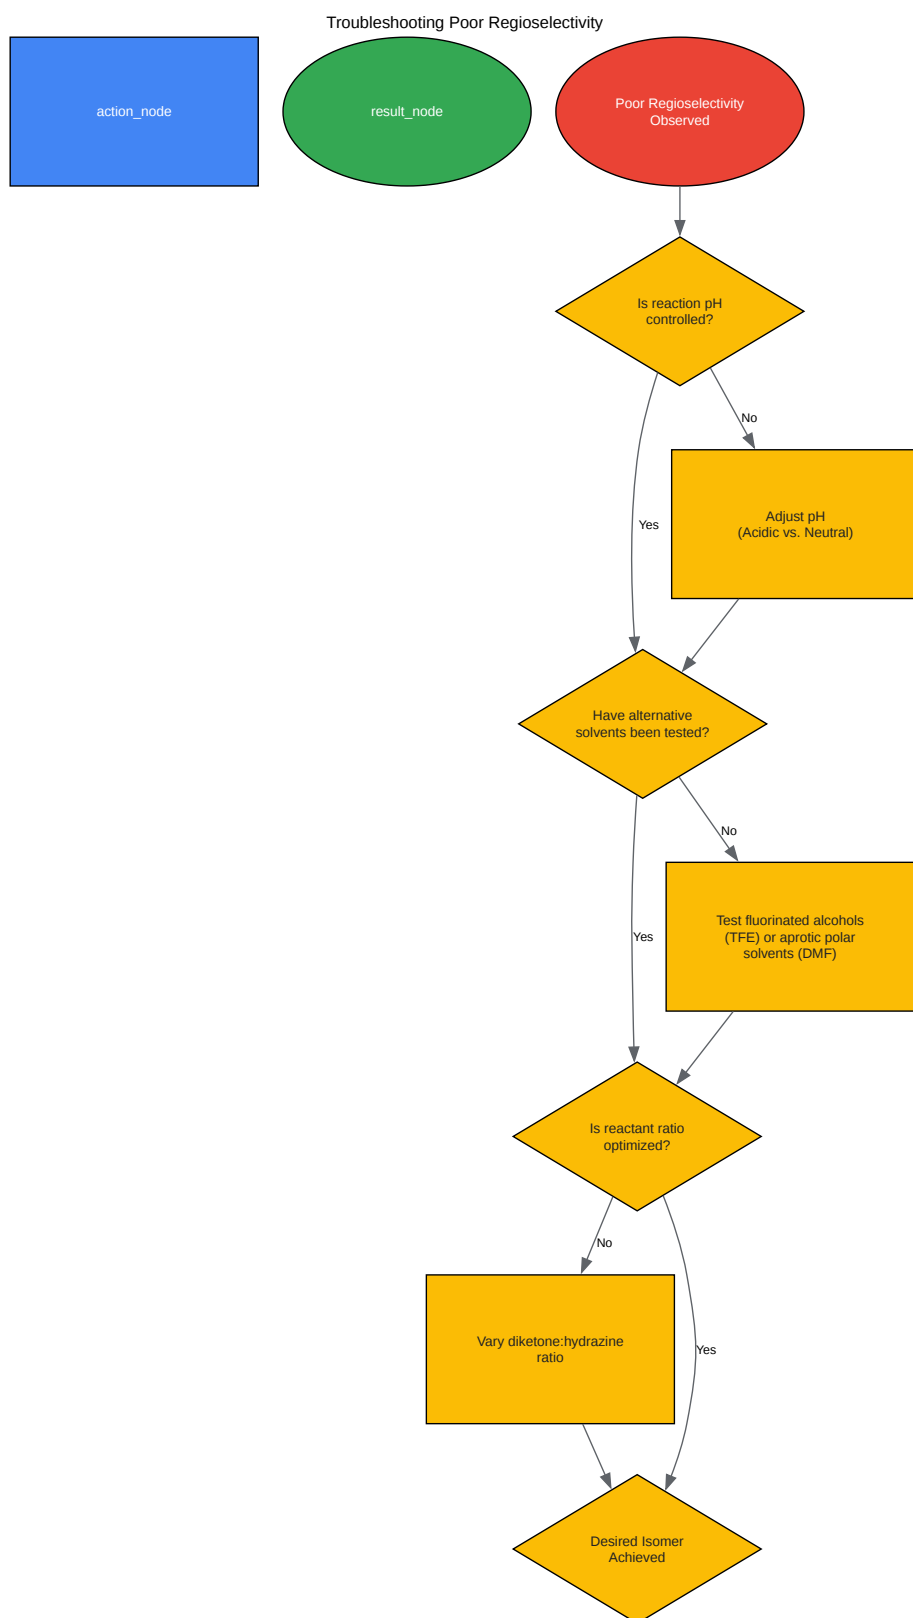 Troubleshooting Poor Regioselectivity
action_node
result_node
Poor Regioselectivity
Observed
Is reaction pH
controlled?
No
Adjust pH
(Acidic vs. Neutral)
Yes
Have alternative
solvents been tested?
No
Test fluorinated alcohols
(TFE) or aprotic polar
solvents (DMF)
Yes
Is reactant ratio
optimized?
No
Vary diketone:hydrazine
ratio
Yes
Desired Isomer
Achieved